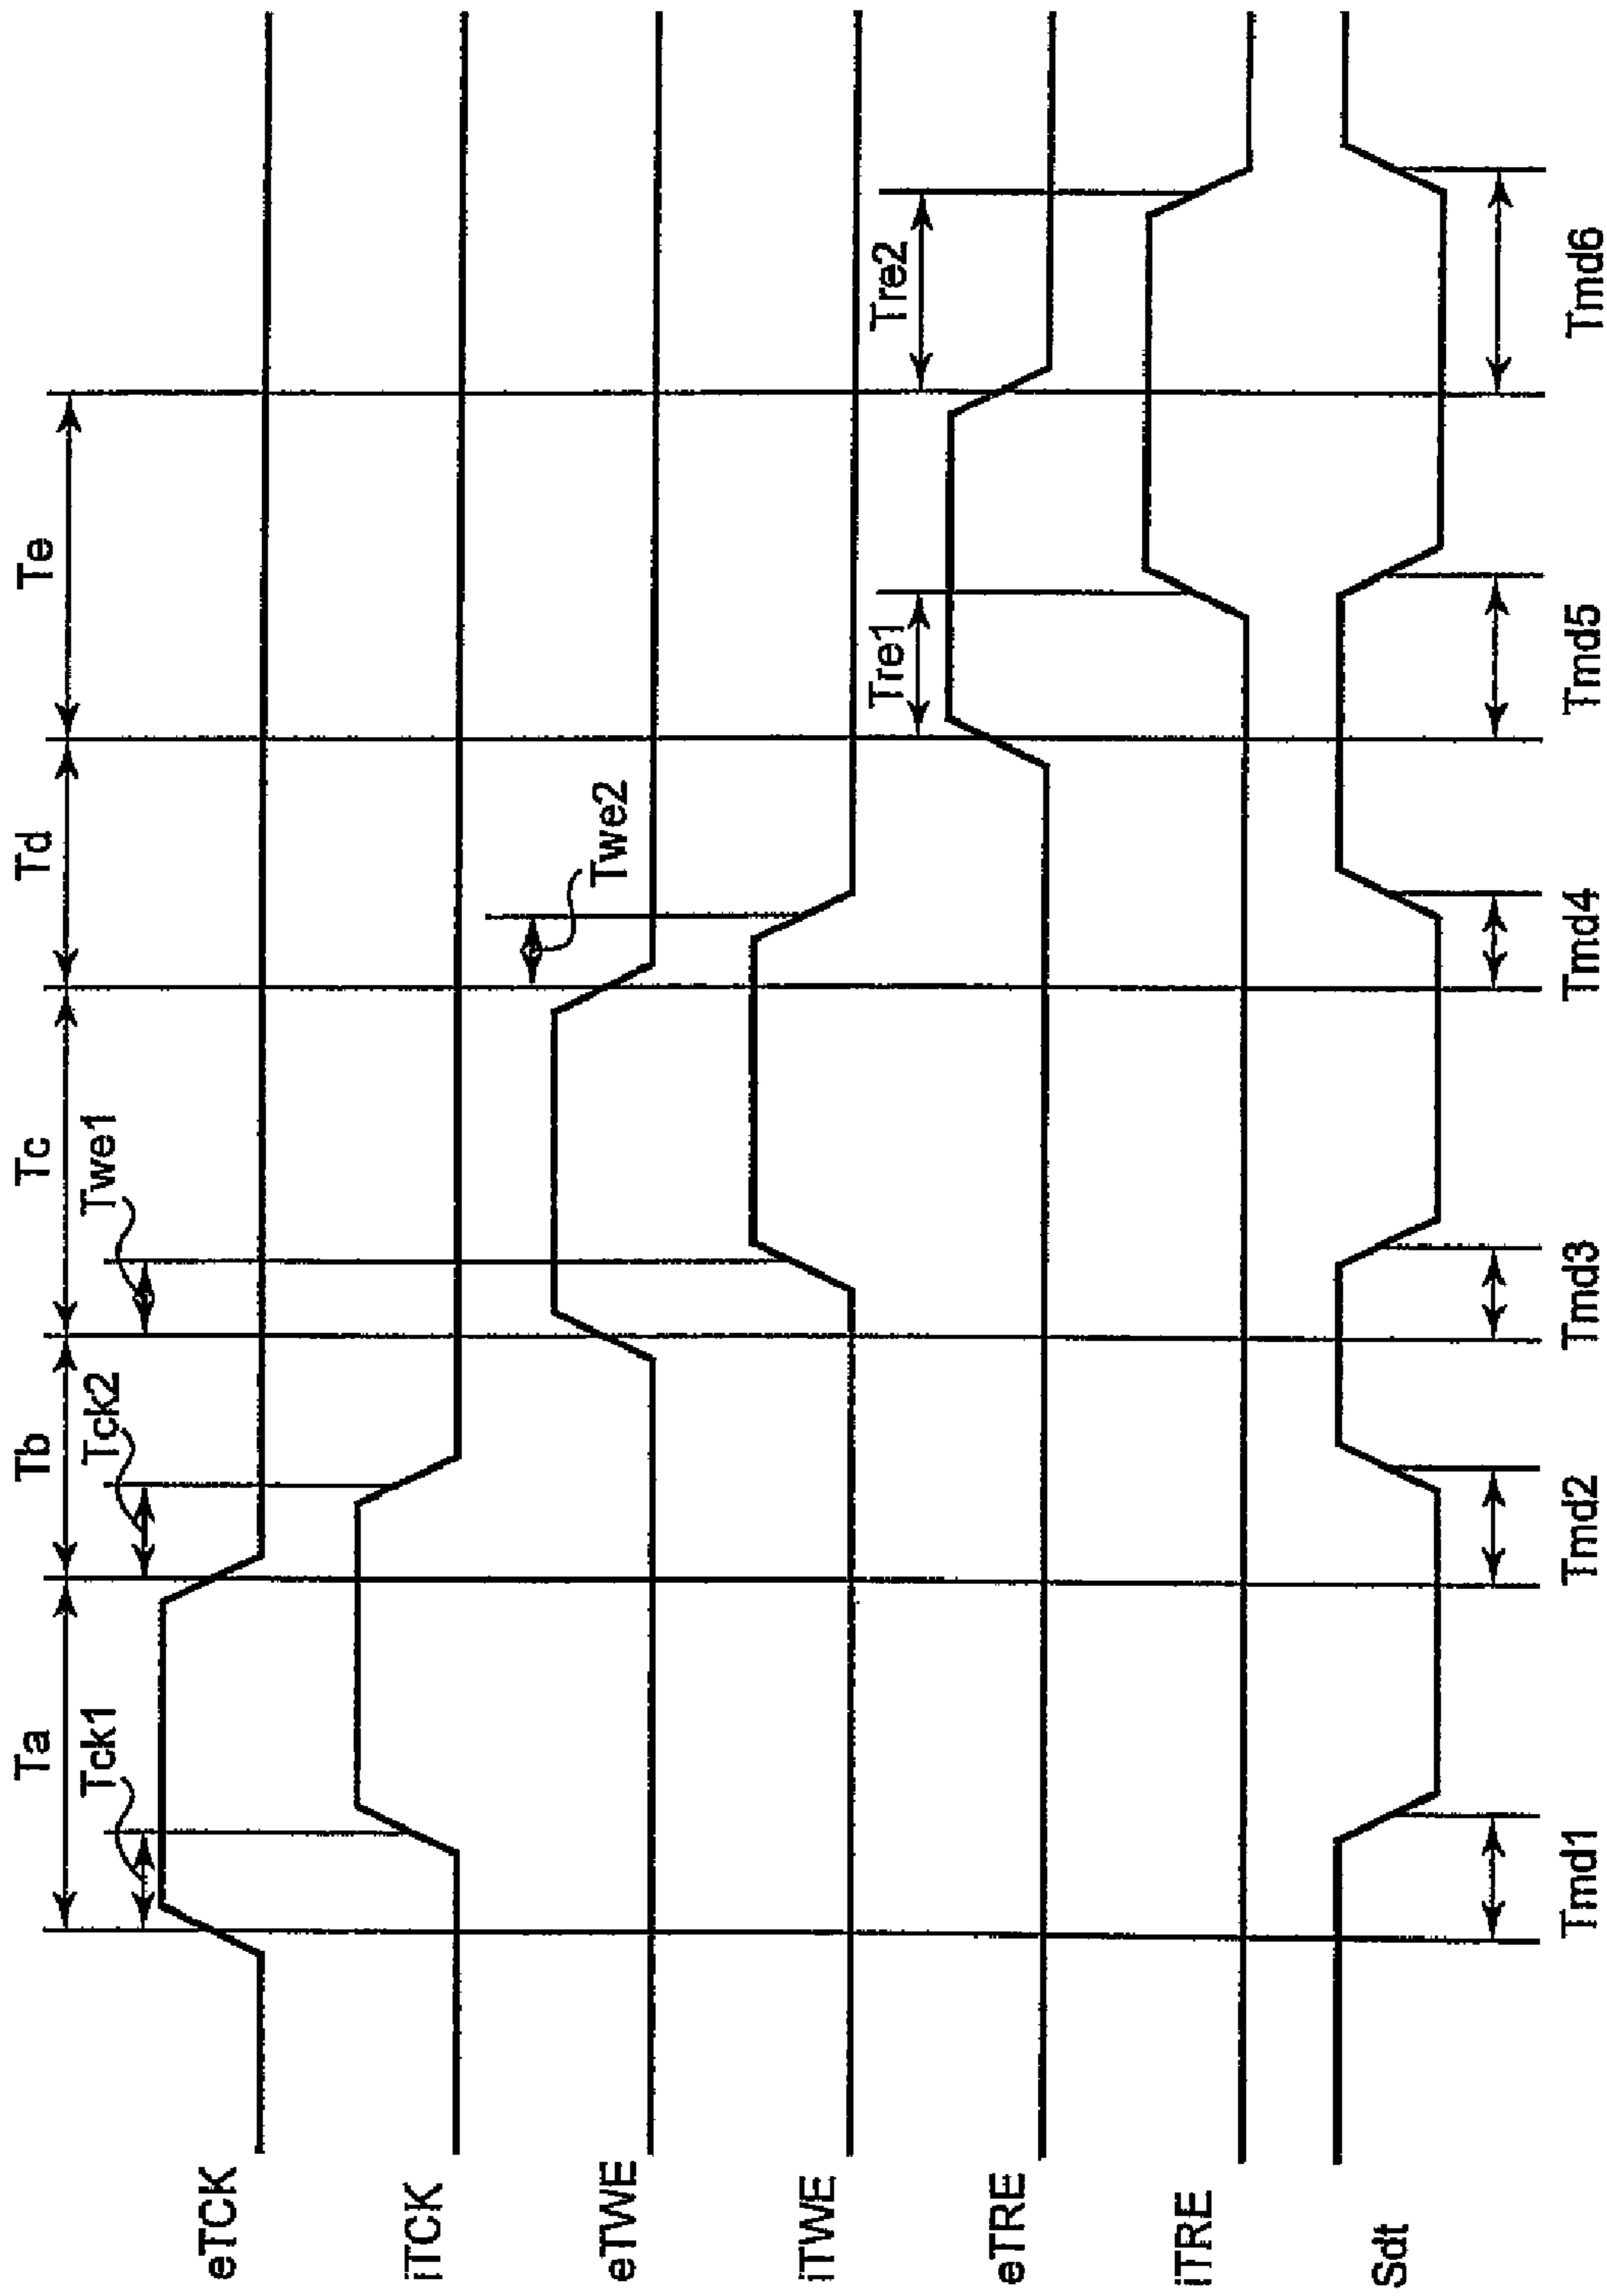 Ta Tb Tc Td Te
Tck1 Tck2 Twe1
eTCK
iTCK
Twe2
eTWE
iTWE
Tre1 Tre2
eTRE
iTRE
Sdt
Tmd1 Tmd2 Tmd3 Tmd4 Tmd5 Tmd6